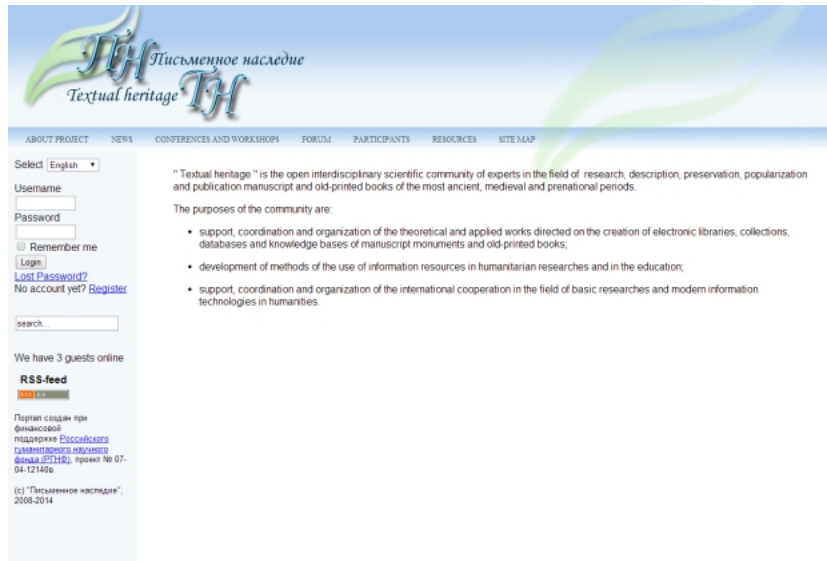 ПН Письменное наследие
Textual heritage ТН
ABOUT PROJECT NEWS CONFERENCES AND WORKSHOPS FORUM PARTICIPANTS RESOURCES SITE MAP
Select English
Username
Password
Remember me
Login
Lost Password?
No account yet? Register
search...
We have 3 guests online
RSS-feed
RSS 2.0
Портал создан при
финансовой
поддержке Российского
гуманитарного научного
фонда (РГНФ), проект № 07-
04-12140в.
(c) "Письменное наследие",
2008-2014
" Textual heritage " is the open interdisciplinary scientific community of experts in the field of research, description, preservation, popularization
and publication manuscript and old-printed books of the most ancient, medieval and prenational periods.
The purposes of the community are:
• support, coordination and organization of the theoretical and applied works directed on the creation of electronic libraries, collections,
databases and knowledge bases of manuscript monuments and old-printed books;
• development of methods of the use of information resources in humanitarian researches and in the education;
• support, coordination and organization of the international cooperation in the field of basic researches and modern information
technologies in humanities.